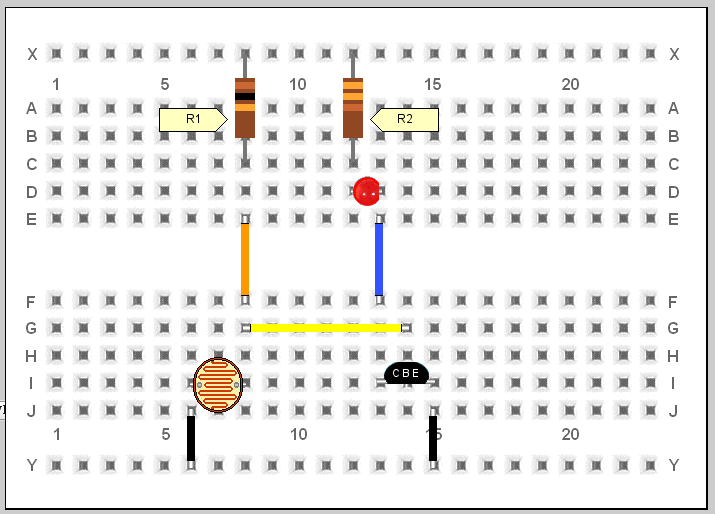 X X
1 5 10 15 20
A A
R1 R2
B B
C C
D D
E E
F F
G G
H H
CBE
I I
J J
1 5 10 15 20
Y Y